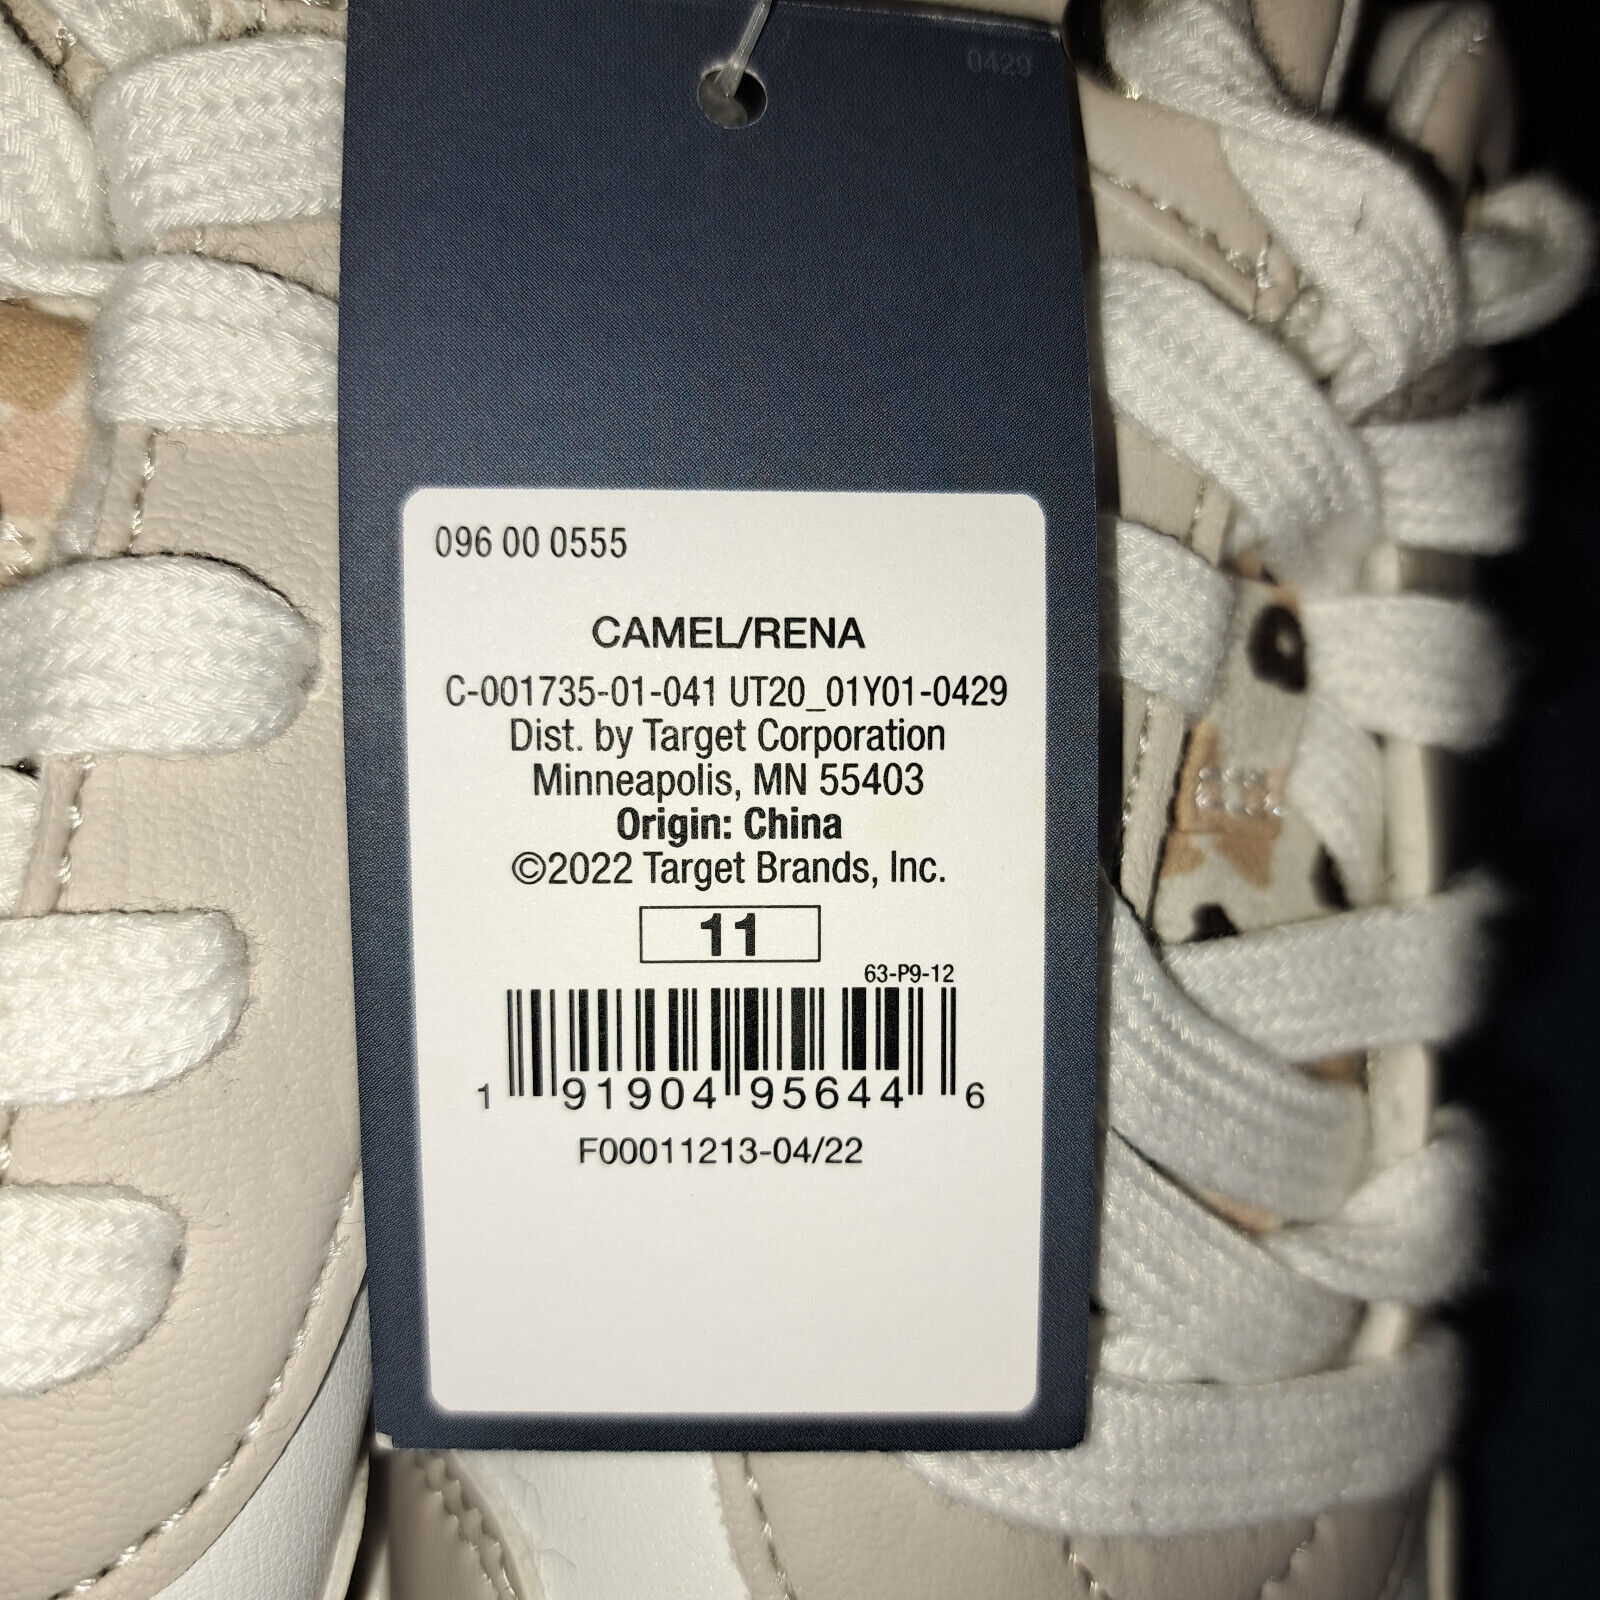 0429
096 00 0555
CAMEL/RENA
C-001735-01-041 UT20_01Y01-0429
Dist. by Target Corporation
Minneapolis, MN 55403
Origin: China
©2022 Target Brands, Inc.
11
63-P9-12
1 91904 95644 6
F00011213-04/22